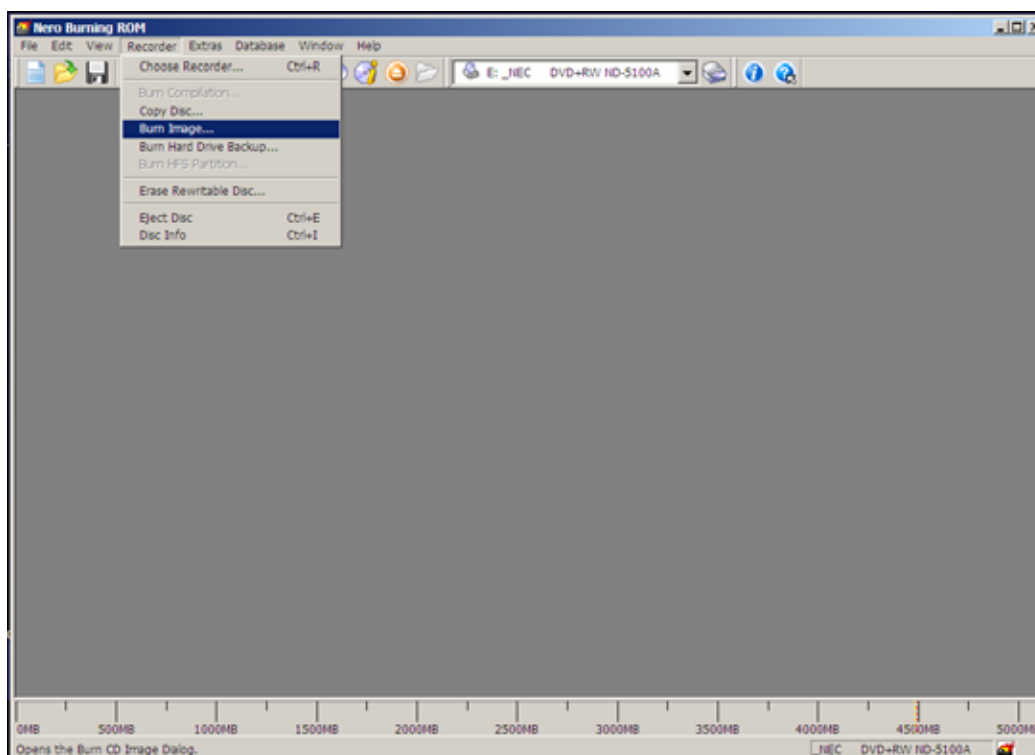 Nero Burning ROM
File Edit View Recorder Extras Database Window Help
E: _NEC DVD+RW ND-5100A
Choose Recorder... Ctrl+R
Burn Compilation...
Copy Disc...
Burn Image...
Burn Hard Drive Backup...
Burn HFS Partition...
Erase Rewritable Disc...
Eject Disc Ctrl+E
Disc Info Ctrl+I
0MB 500MB 1000MB 1500MB 2000MB 2500MB 3000MB 3500MB 4000MB 4500MB 5000MB
Opens the Burn CD Image Dialog. _NEC DVD+RW ND-5100A